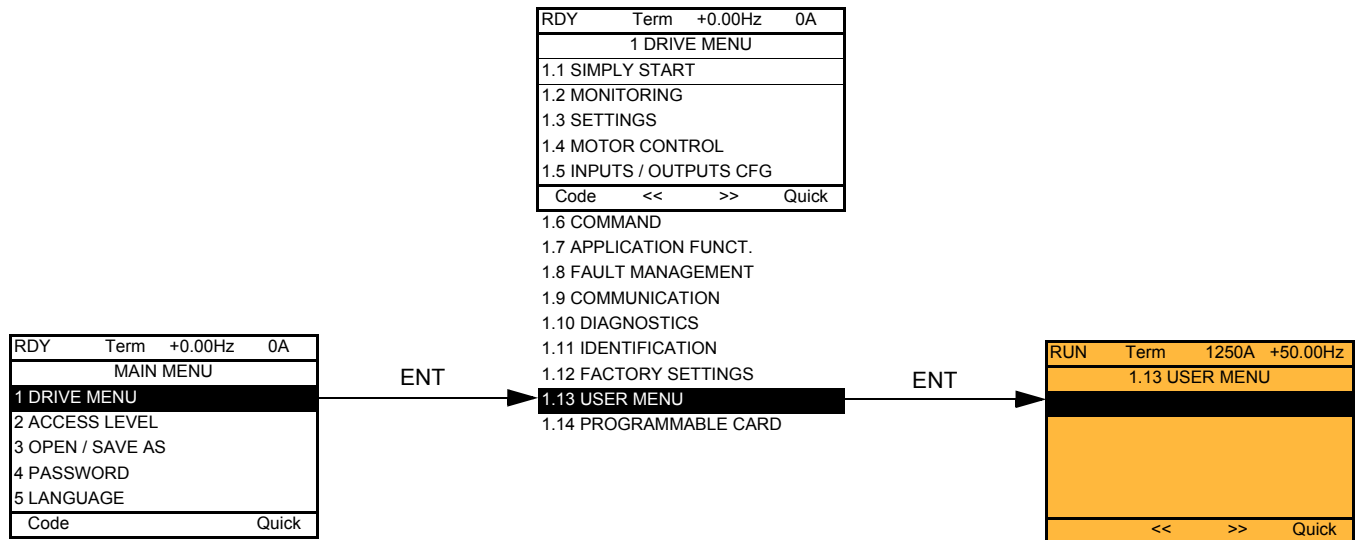 RDY Term +0.00Hz 0A
MAIN MENU
1 DRIVE MENU
2 ACCESS LEVEL
3 OPEN / SAVE AS
4 PASSWORD
5 LANGUAGE
Code Quick
ENT
RDY Term +0.00Hz 0A
1 DRIVE MENU
1.1 SIMPLY START
1.2 MONITORING
1.3 SETTINGS
1.4 MOTOR CONTROL
1.5 INPUTS / OUTPUTS CFG
Code << >> Quick
1.6 COMMAND
1.7 APPLICATION FUNCT.
1.8 FAULT MANAGEMENT
1.9 COMMUNICATION
1.10 DIAGNOSTICS
1.11 IDENTIFICATION
1.12 FACTORY SETTINGS
1.13 USER MENU
1.14 PROGRAMMABLE CARD
ENT
RUN Term 1250A +50.00Hz
1.13 USER MENU
<< >> Quick